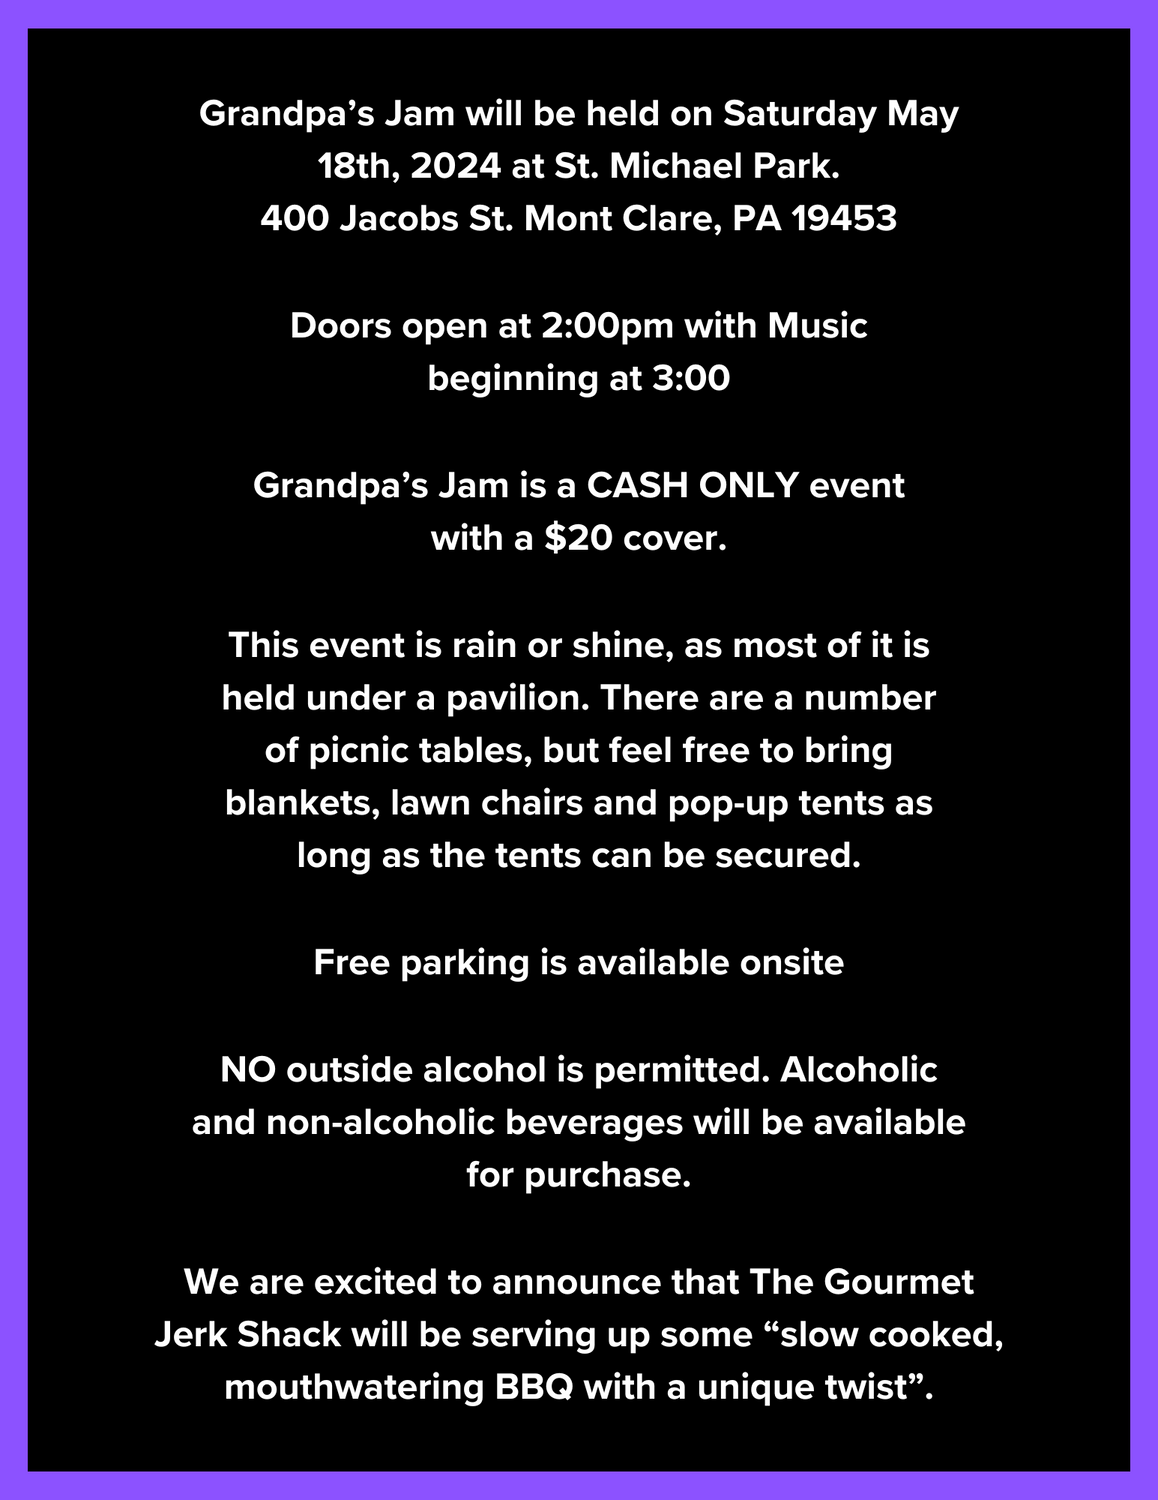 Grandpa’s Jam will be held on Saturday May
18th, 2024 at St. Michael Park.
400 Jacobs St. Mont Clare, PA 19453
Doors open at 2:00pm with Music
beginning at 3:00
Grandpa’s Jam is a CASH ONLY event
with a $20 cover.
This event is rain or shine, as most of it is
held under a pavilion. There are a number
of picnic tables, but feel free to bring
blankets, lawn chairs and pop-up tents as
long as the tents can be secured.
Free parking is available onsite
NO outside alcohol is permitted. Alcoholic
and non-alcoholic beverages will be available
for purchase.
We are excited to announce that The Gourmet
Jerk Shack will be serving up some “slow cooked,
mouthwatering BBQ with a unique twist”.